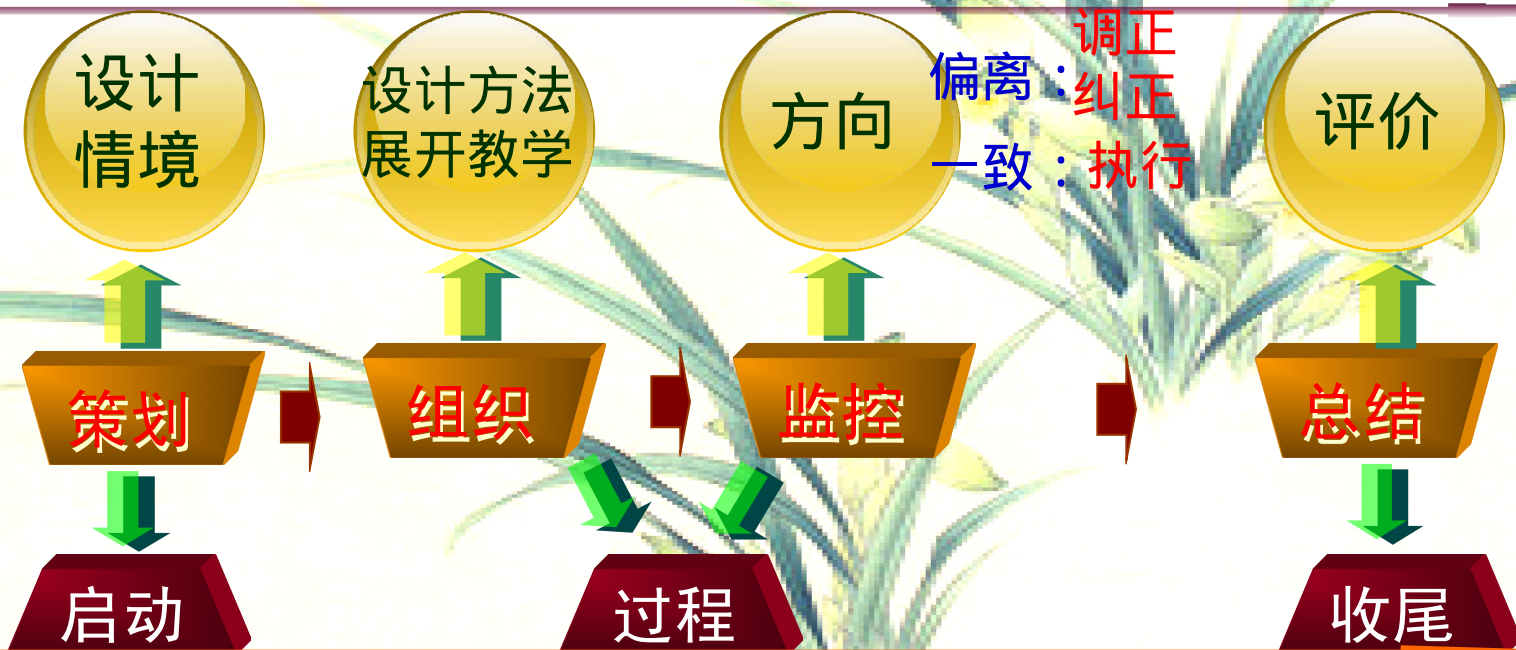 设计
情境
设计方法
展开教学
方向
偏离：
调正
纠正
一致：执行
评价
策划
组织
监控
总结
启动
过程
收尾